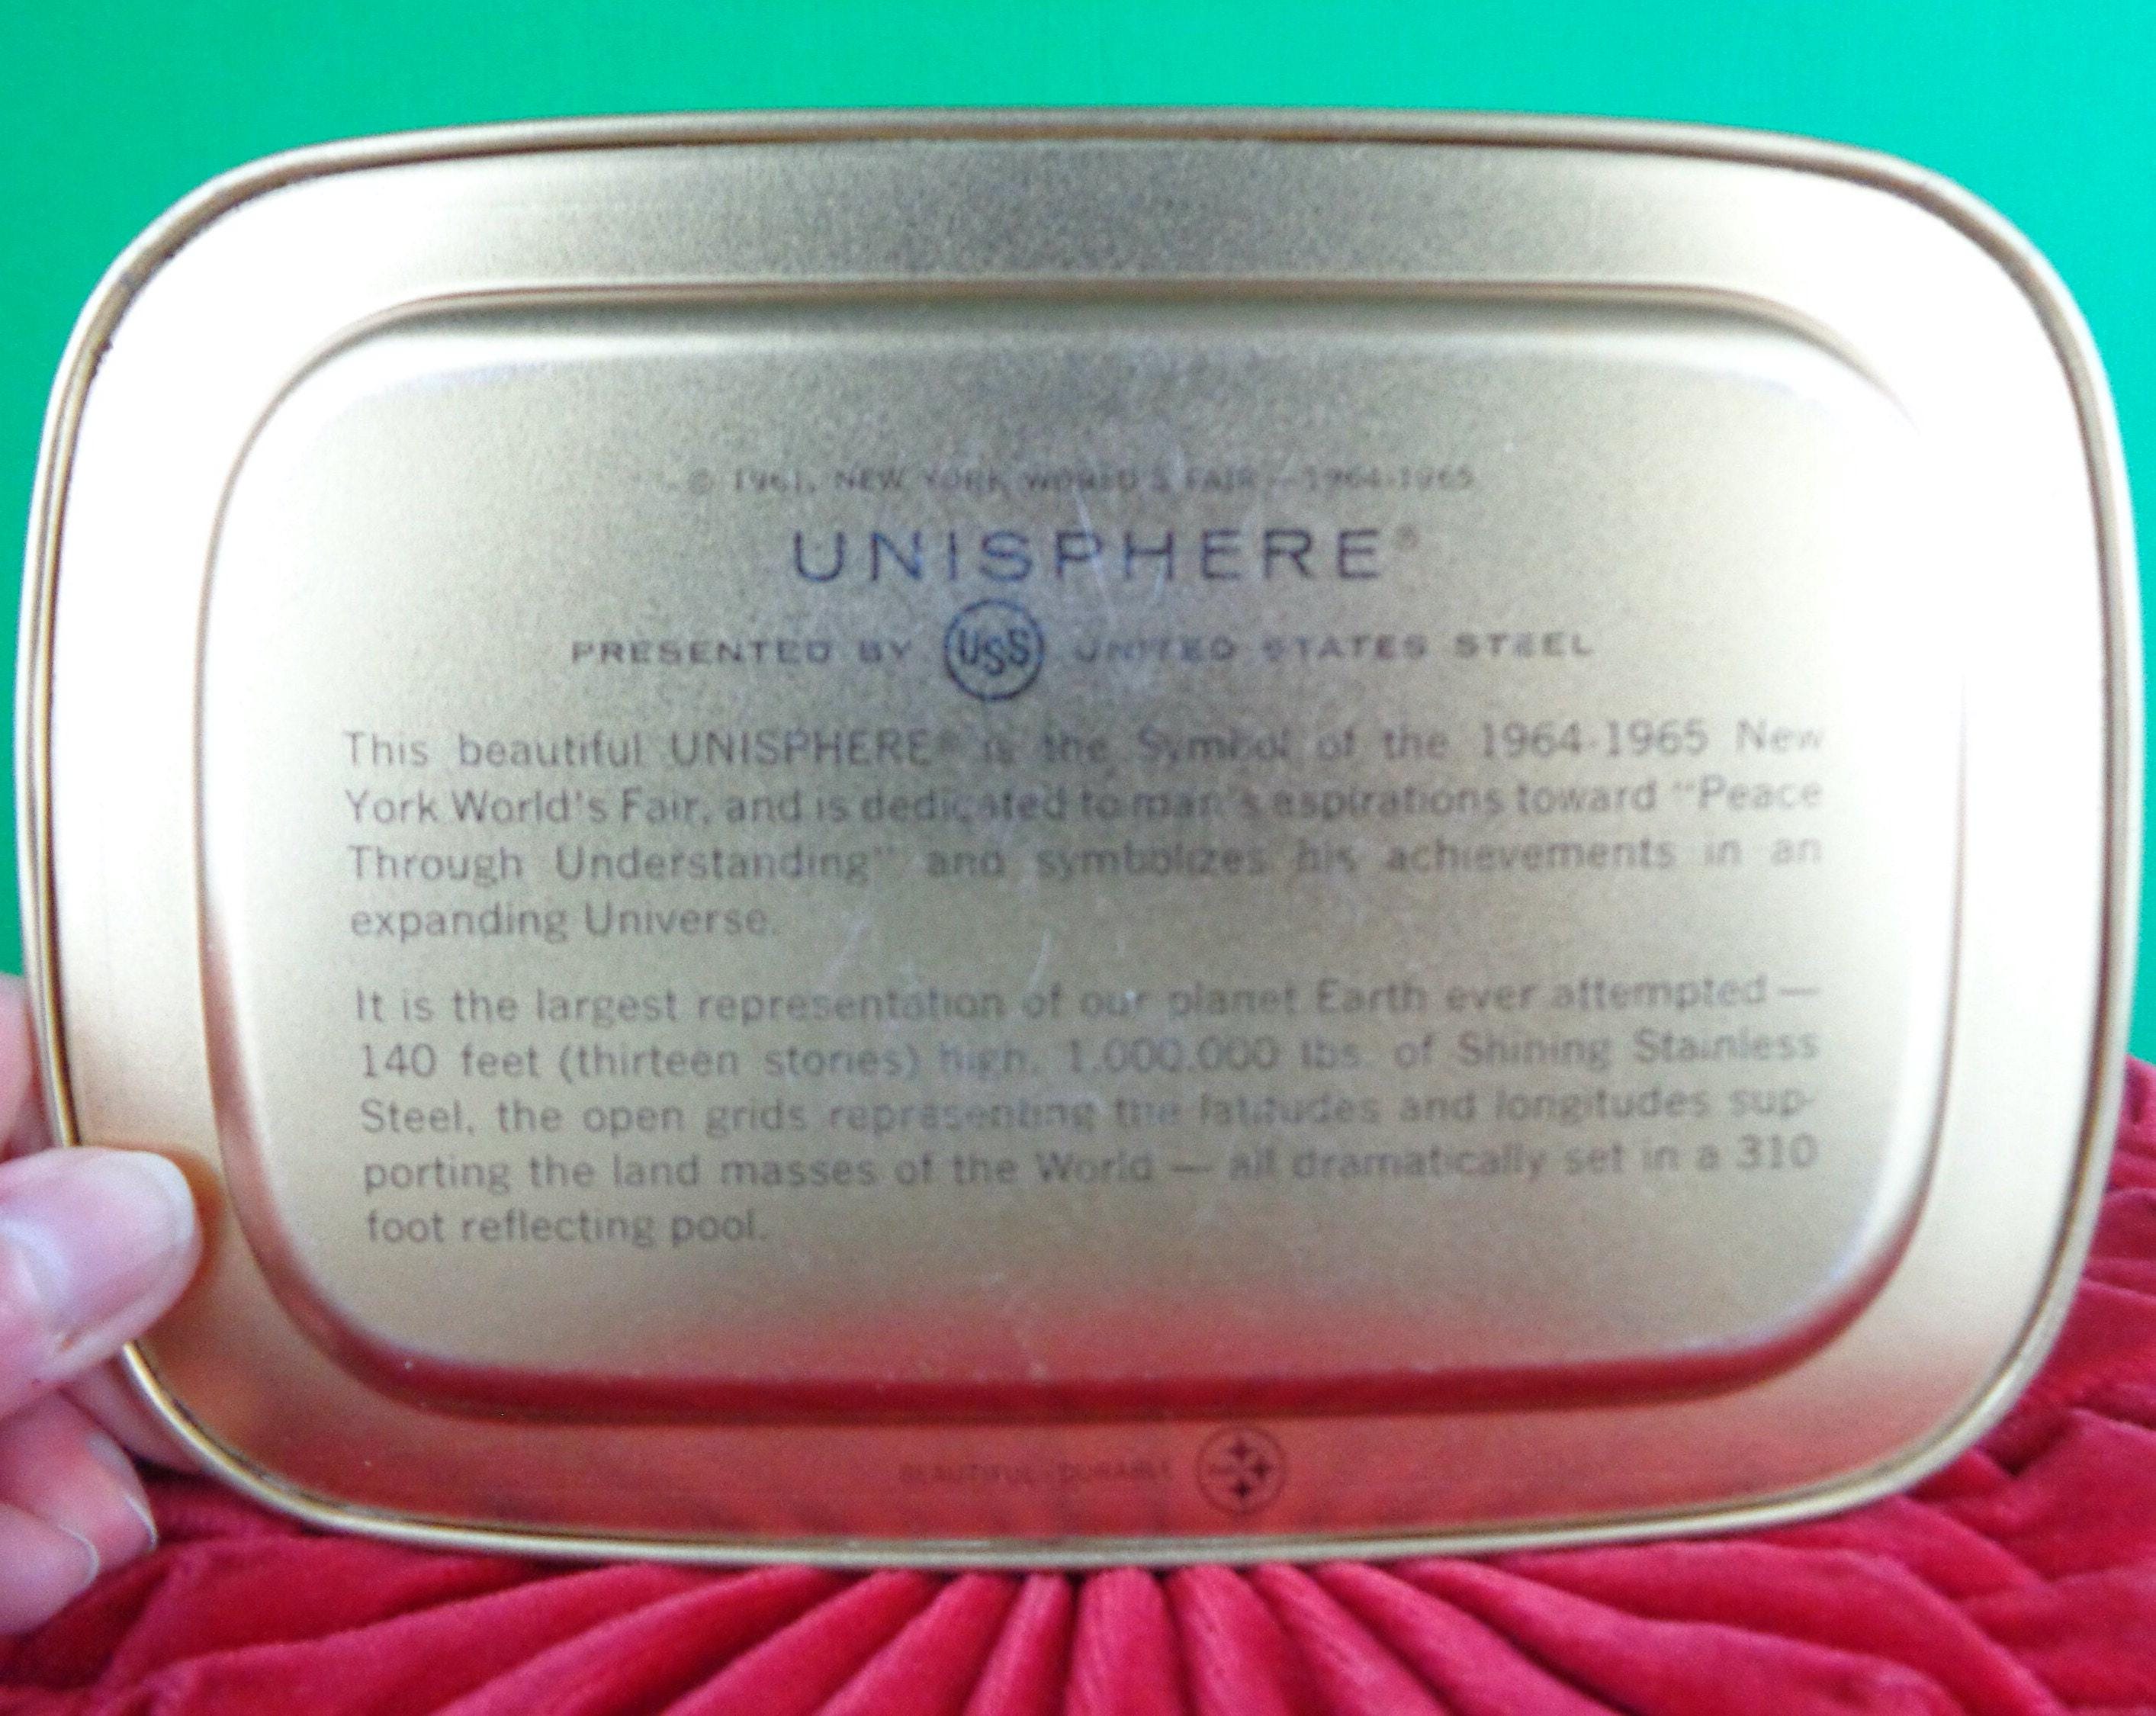 © 1961, NEW YORK WORLD'S FAIR — 1964-1965
UNISPHERE®
PRESENTED BY USS UNITED STATES STEEL
This beautiful UNISPHERE® is the Symbol of the 1964-1965 New
York World's Fair, and is dedicated to man's aspirations toward "Peace
Through Understanding" and symbolizes his achievements in an
expanding Universe.
It is the largest representation of our planet Earth ever attempted —
140 feet (thirteen stories) high. 1,000,000 lbs. of Shining Stainless
Steel, the open grids representing the latitudes and longitudes sup-
porting the land masses of the World — all dramatically set in a 310
foot reflecting pool.
BEAUTIFUL DURABLE